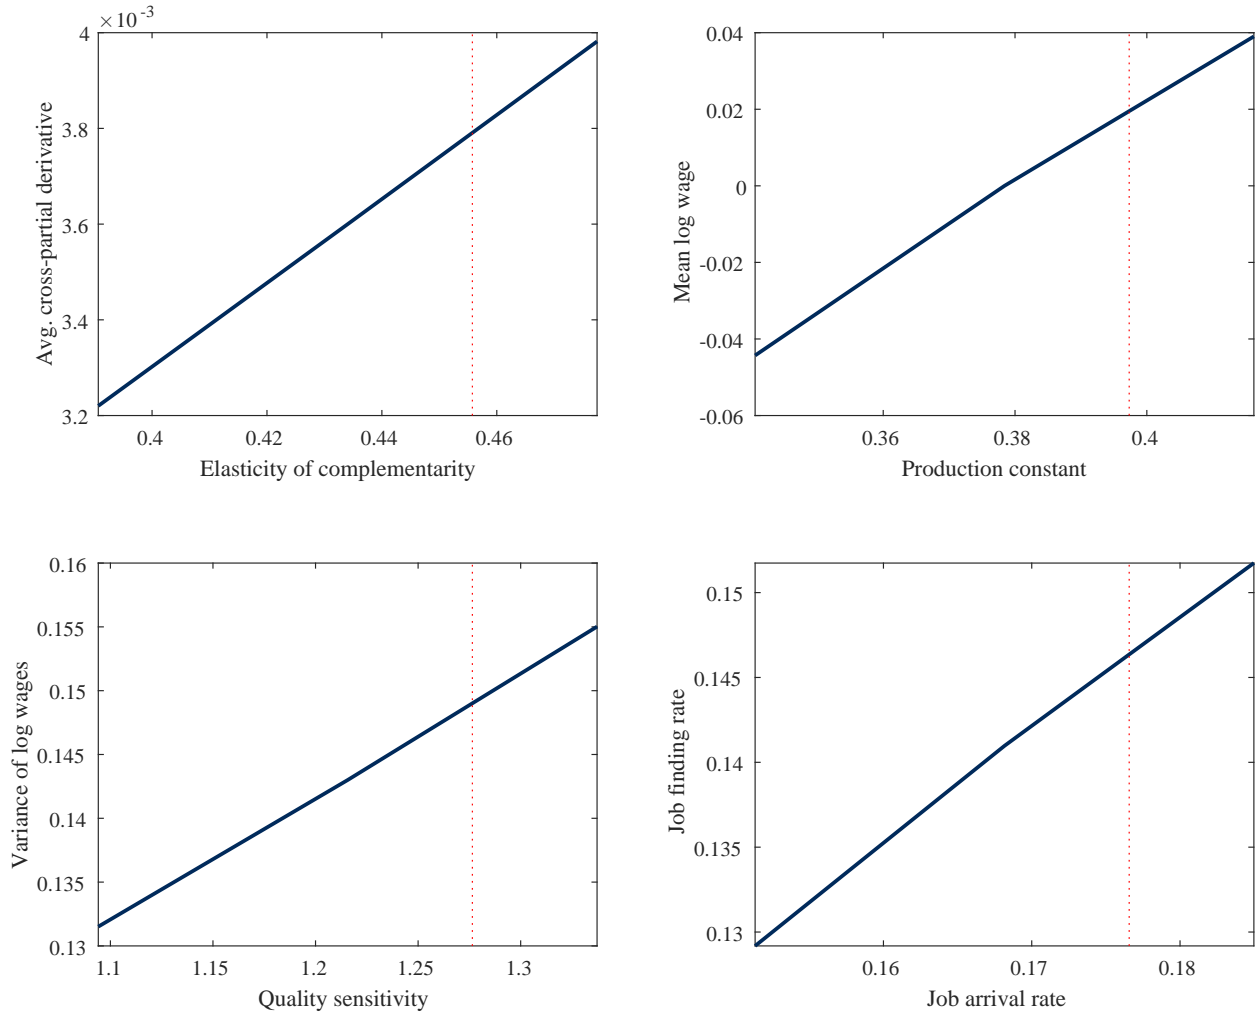 ×10⁻³
4
3.8
3.6
3.4
3.2
Avg. cross-partial derivative
0.4 0.42 0.44 0.46
Elasticity of complementarity
0.04
0.02
0
-0.02
-0.04
-0.06
Mean log wage
0.36 0.38 0.4
Production constant
0.16
0.155
0.15
0.145
0.14
0.135
0.13
Variance of log wages
1.1 1.15 1.2 1.25 1.3
Quality sensitivity
0.15
0.145
0.14
0.135
0.13
Job finding rate
0.16 0.17 0.18
Job arrival rate